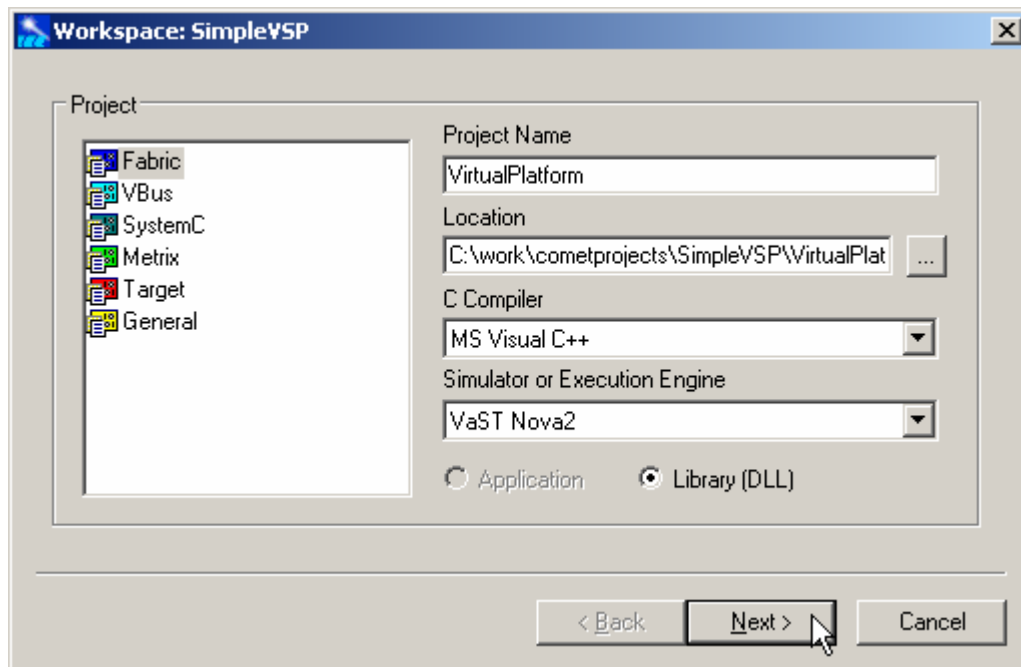 Workspace: SimpleVSP
Project
Fabric
VBus
SystemC
Metrix
Target
General
Project Name
VirtualPlatform
Location
C:\work\cometprojects\SimpleVSP\VirtualPlat
...
C Compiler
MS Visual C++
Simulator or Execution Engine
VaST Nova2
Application
Library (DLL)
< Back
Next >
Cancel